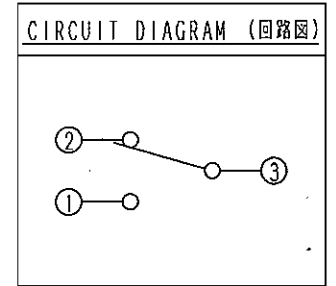 CIRCUIT DIAGRAM (回路図)
②
③
①